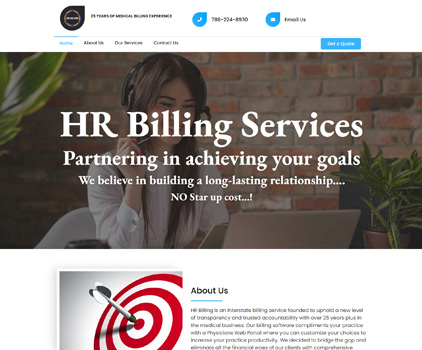 25 YEARS OF MEDICAL BILLING EXPERIENCE
786-224-8930
Email Us
Home
About Us
Our Services
Contact Us
Get a Quote
HR Billing Services
Partnering in achieving your goals
We believe in building a long-lasting relationship....
NO Star up cost...!
About Us
HR Billing is an interstate billing service founded to uphold a new level
of transparency and trusted accountability with over 25 years plus in
the medical business. Our billing software compliments your practice
with a Physicians Web Portal where you can customize your choices to
increase your practice productivity. We decided to bridge the gap and
eliminate all the financial woes of our clients with comprehensive